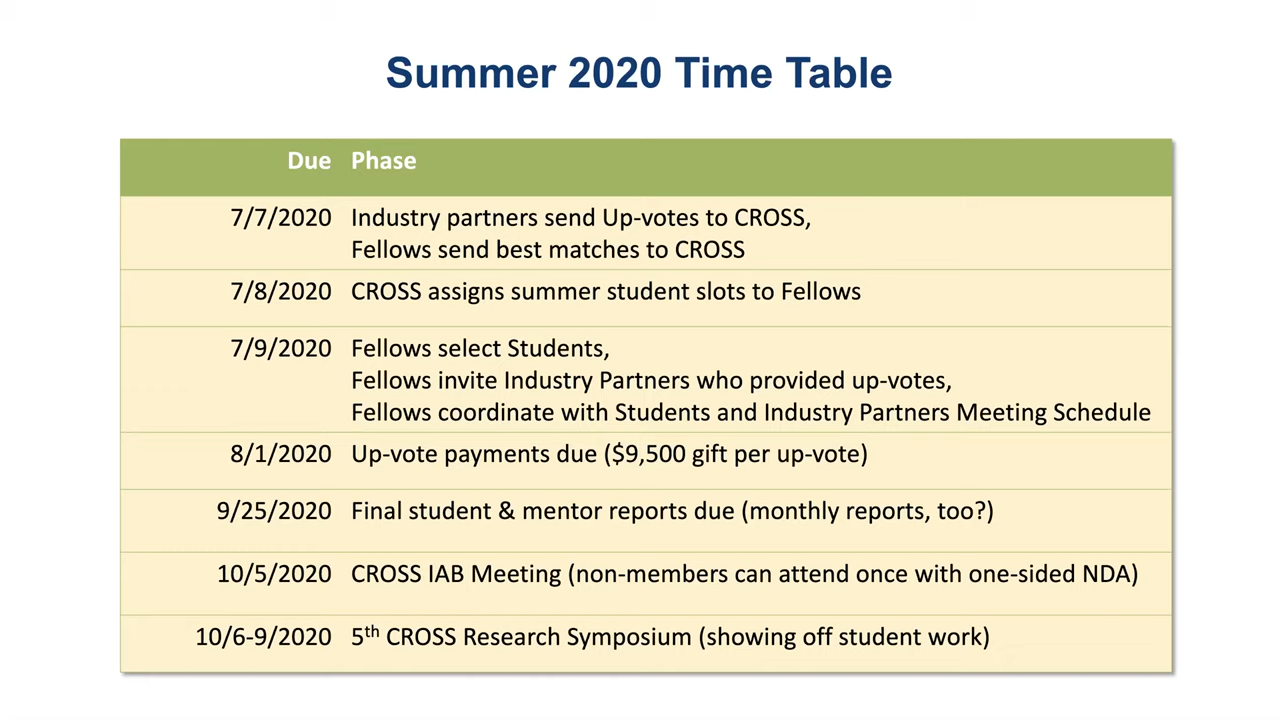 Summer 2020 Time Table
Due Phase
7/7/2020 Industry partners send Up-votes to CROSS,
Fellows send best matches to CROSS
7/8/2020 CROSS assigns summer student slots to Fellows
7/9/2020 Fellows select Students,
Fellows invite Industry Partners who provided up-votes,
Fellows coordinate with Students and Industry Partners Meeting Schedule
8/1/2020 Up-vote payments due ($9,500 gift per up-vote)
9/25/2020 Final student & mentor reports due (monthly reports, too?)
10/5/2020 CROSS IAB Meeting (non-members can attend once with one-sided NDA)
10/6-9/2020 5th CROSS Research Symposium (showing off student work)